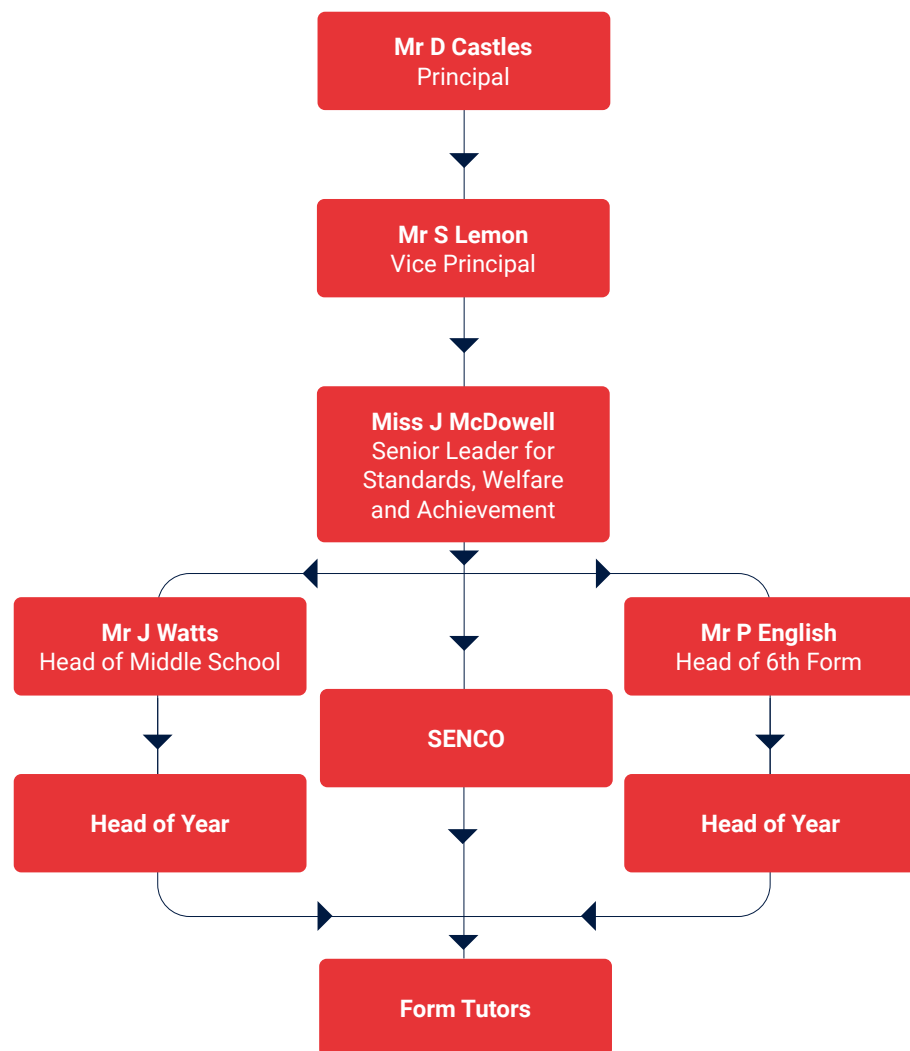 Mr D Castles
Principal
Mr S Lemon
Vice Principal
Miss J McDowell
Senior Leader for
Standards, Welfare
and Achievement
Mr J Watts
Head of Middle School
Mr P English
Head of 6th Form
SENCO
Head of Year
Head of Year
Form Tutors